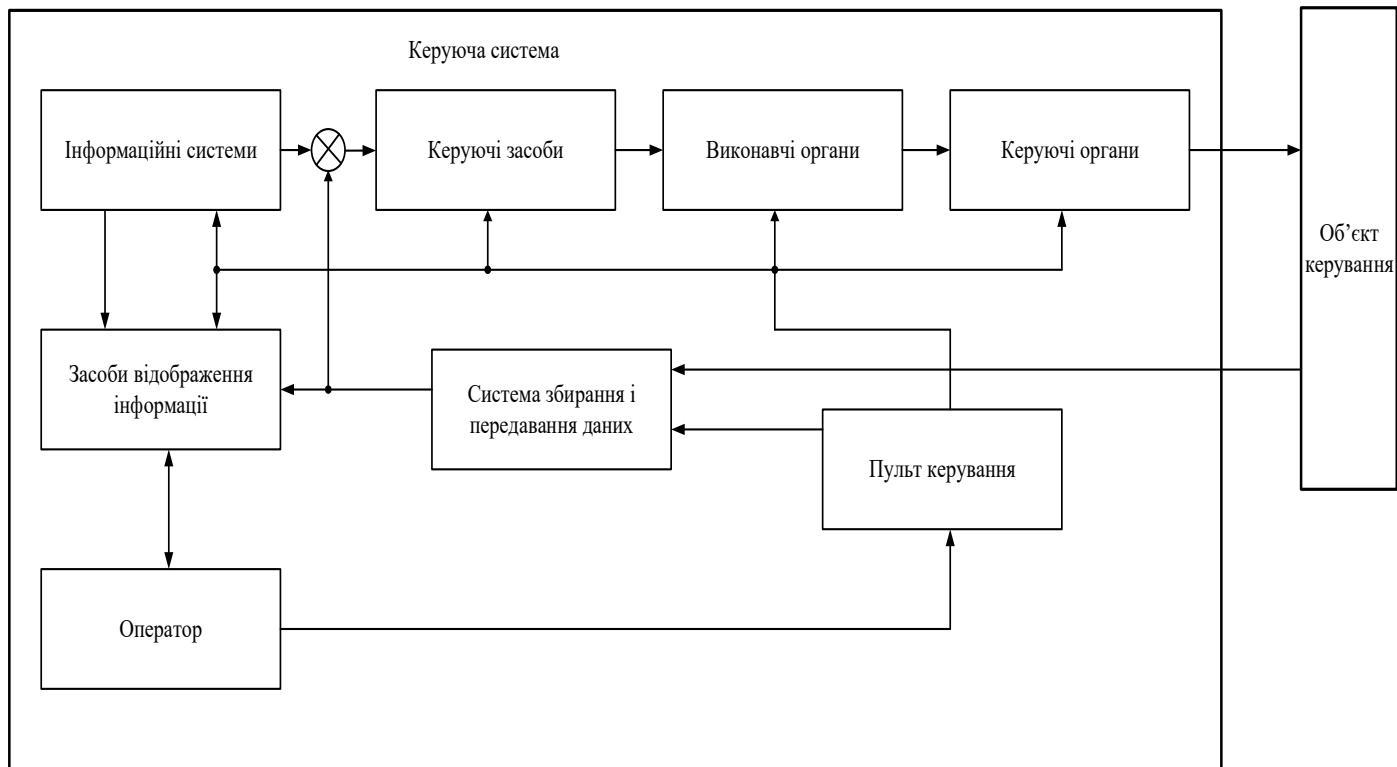 Керуюча система
Інформаційні системи
Керуючі засоби
Виконавчі органи
Керуючі органи
Об’єкт
керування
Засоби відображення
інформації
Система збирання і
передавання даних
Пульт керування
Оператор